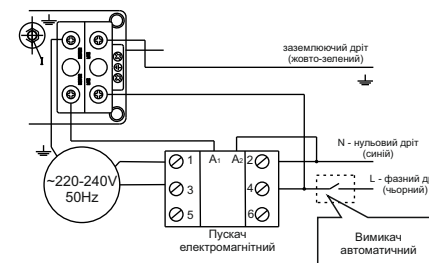 заземлюючий дріт
(жовто-зелений)
N - нульовий дріт
(синій)
L - фазний
(чорний)
1 A1 A2 2
3 4
5 6
~220-240V
50Hz
Пускач
електромагнітний
Вимикач
автоматичний